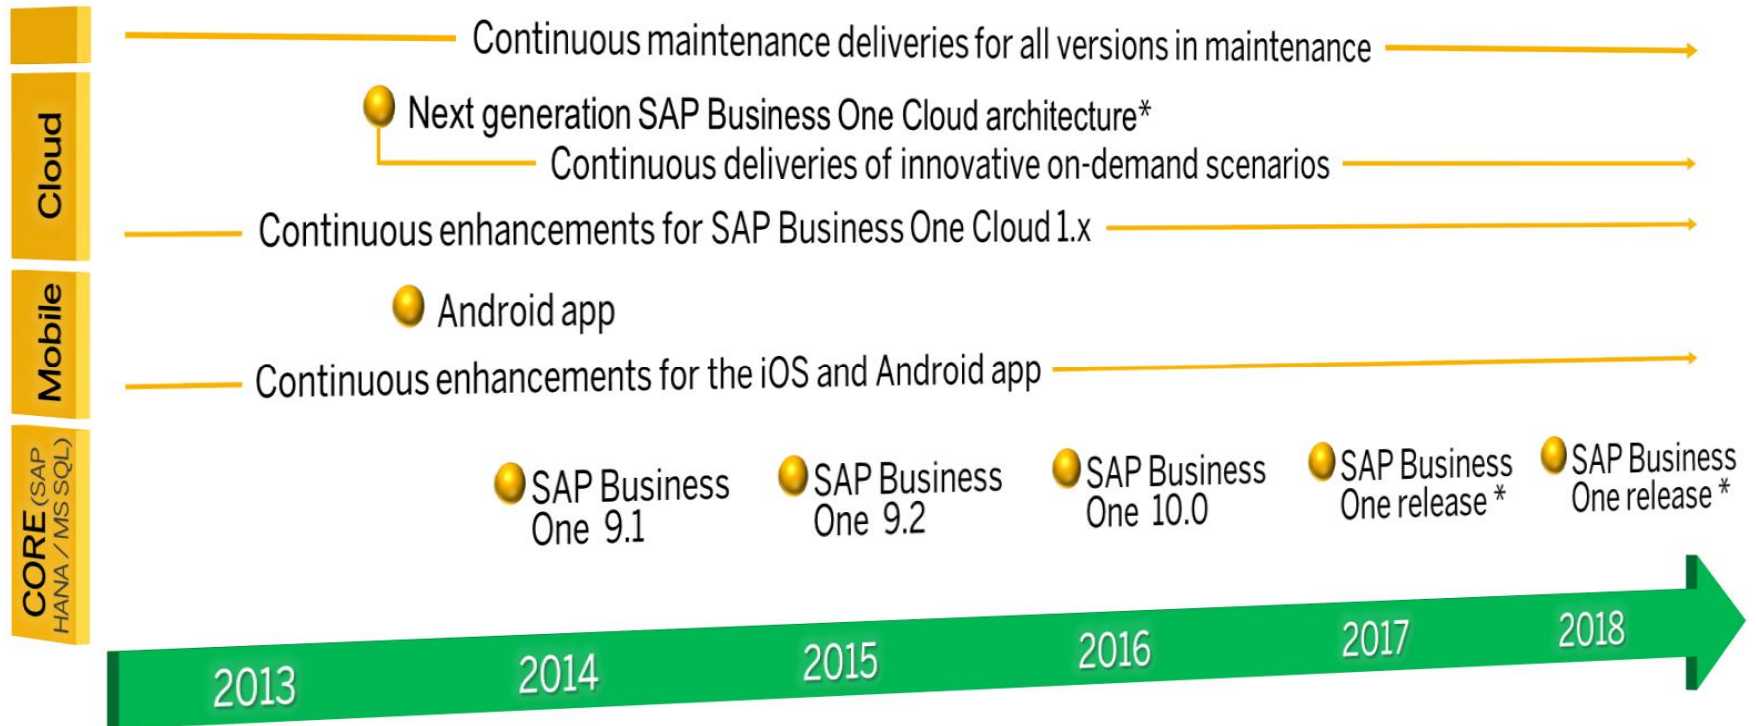 Continuous maintenance deliveries for all versions in maintenance
Cloud
Next generation SAP Business One Cloud architecture*
Continuous deliveries of innovative on-demand scenarios
Continuous enhancements for SAP Business One Cloud 1.x
Mobile
Android app
Continuous enhancements for the iOS and Android app
CORE (SAP
HANA / MS SQL)
SAP Business
One 9.1
SAP Business
One 9.2
SAP Business
One 10.0
SAP Business
One release *
SAP Business
One release *
2013
2014
2015
2016
2017
2018